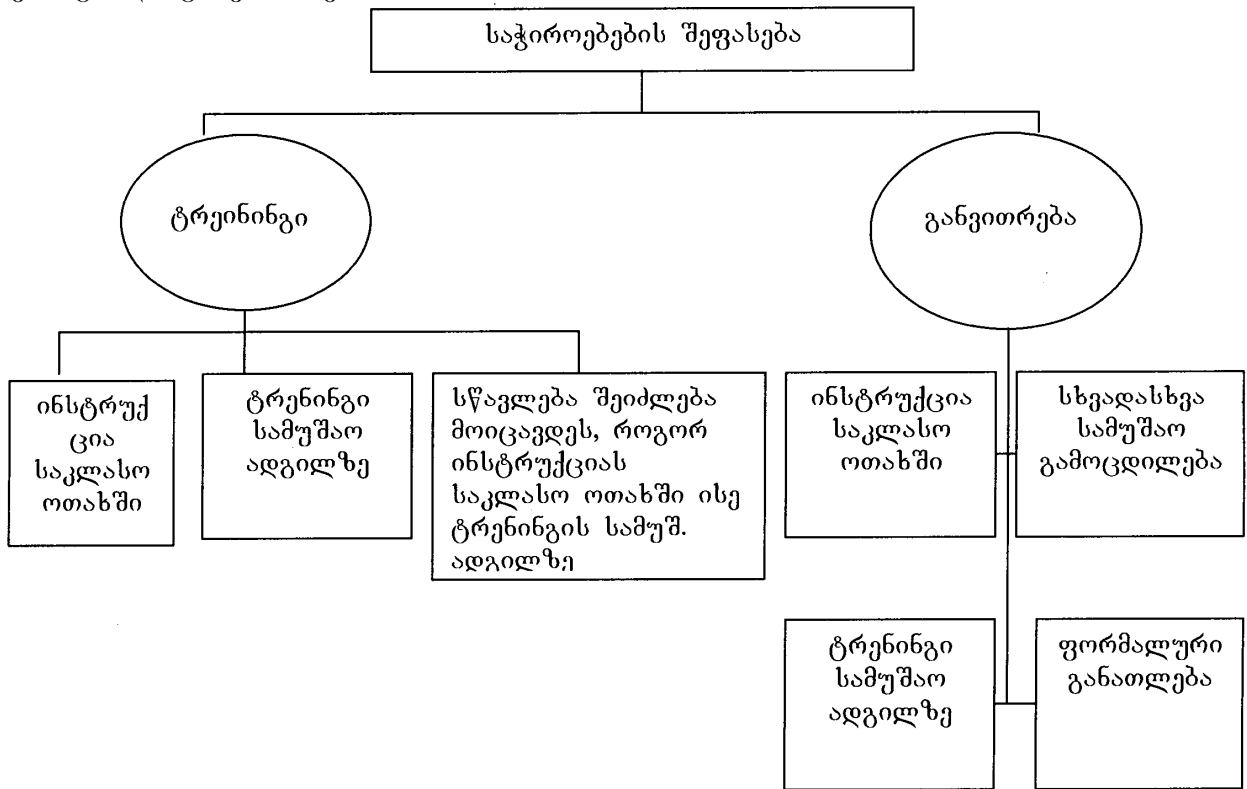 საჭიროებების შეფასება
ტრეინინგი
განვითრება
ინსტრუქ
ცია
საკლასო
ოთახში
ტრენინგი
სამუშაო
ადგილზე
სწავლება შეიძლება
მოიცავდეს, როგორ
ინსტრუქციას
საკლასო ოთახში ისე
ტრენინგის სამუშ.
ადგილზე
ინსტრუქცია
საკლასო
ოთახში
სხვადასხვა
სამუშაო
გამოცდილება
ტრენინგი
სამუშაო
ადგილზე
ფორმალური
განათლება